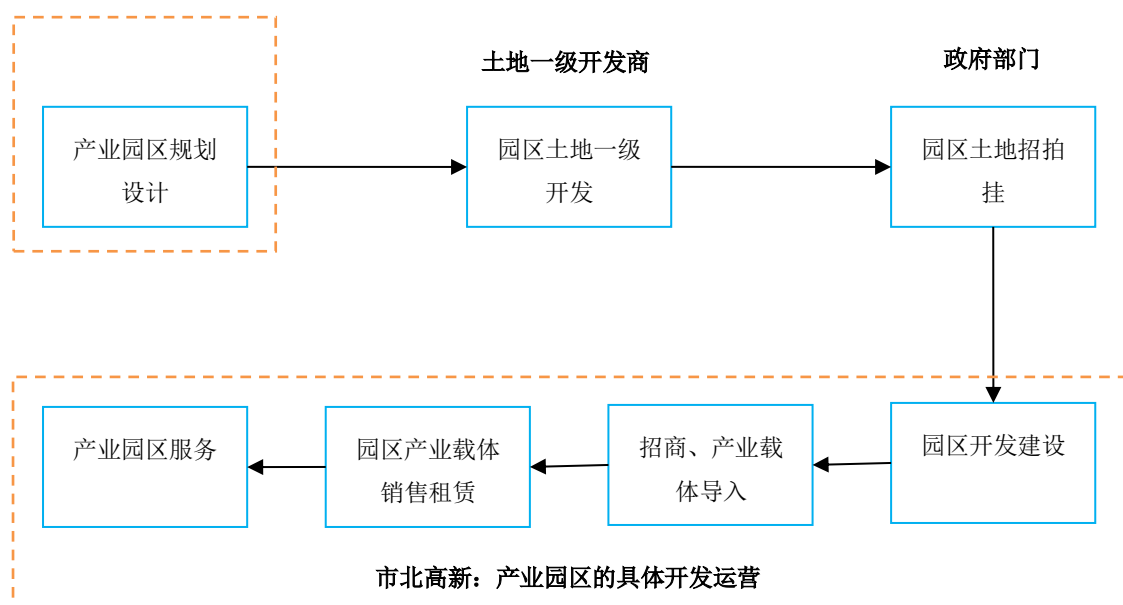 土地一级开发商
政府部门
产业园区规划
设计
园区土地一级
开发
园区土地招拍
挂
产业园区服务
园区产业载体
销售租赁
招商、产业载
体导入
园区开发建设
市北高新：产业园区的具体开发运营